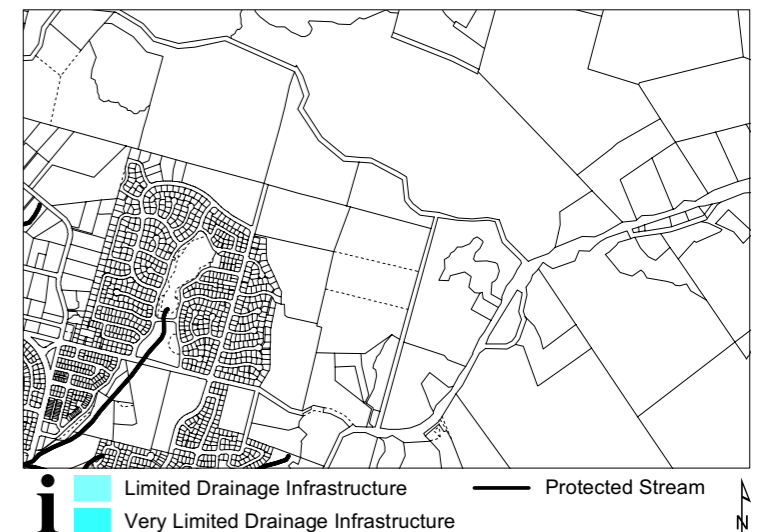 i
Limited Drainage Infrastructure
Protected Stream
Very Limited Drainage Infrastructure
N